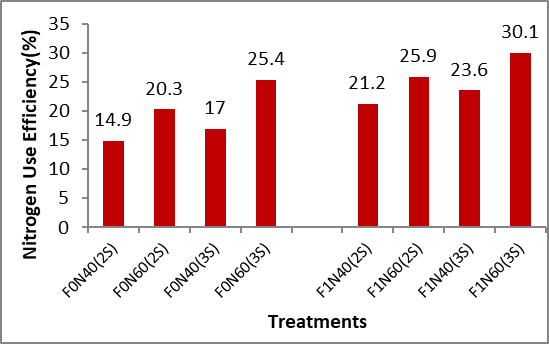 Nitrogen Use Efficiency(%)
35
30
25
20
15
10
5
0
14.9
20.3
17
25.4
21.2
25.9
23.6
30.1
F0N40(2S)
F0N60(2S)
F0N40(3S)
F0N60(3S)
F1N40(2S)
F1N60(2S)
F1N40(3S)
F1N60(3S)
Treatments